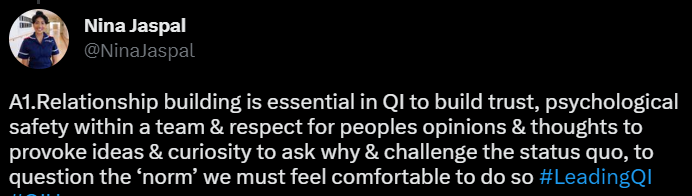 Nina Jaspal
@NinaJaspal
A1.Relationship building is essential in QI to build trust, psychological
safety within a team & respect for peoples opinions & thoughts to
provoke ideas & curiosity to ask why & challenge the status quo, to
question the ‘norm’ we must feel comfortable to do so #LeadingQI